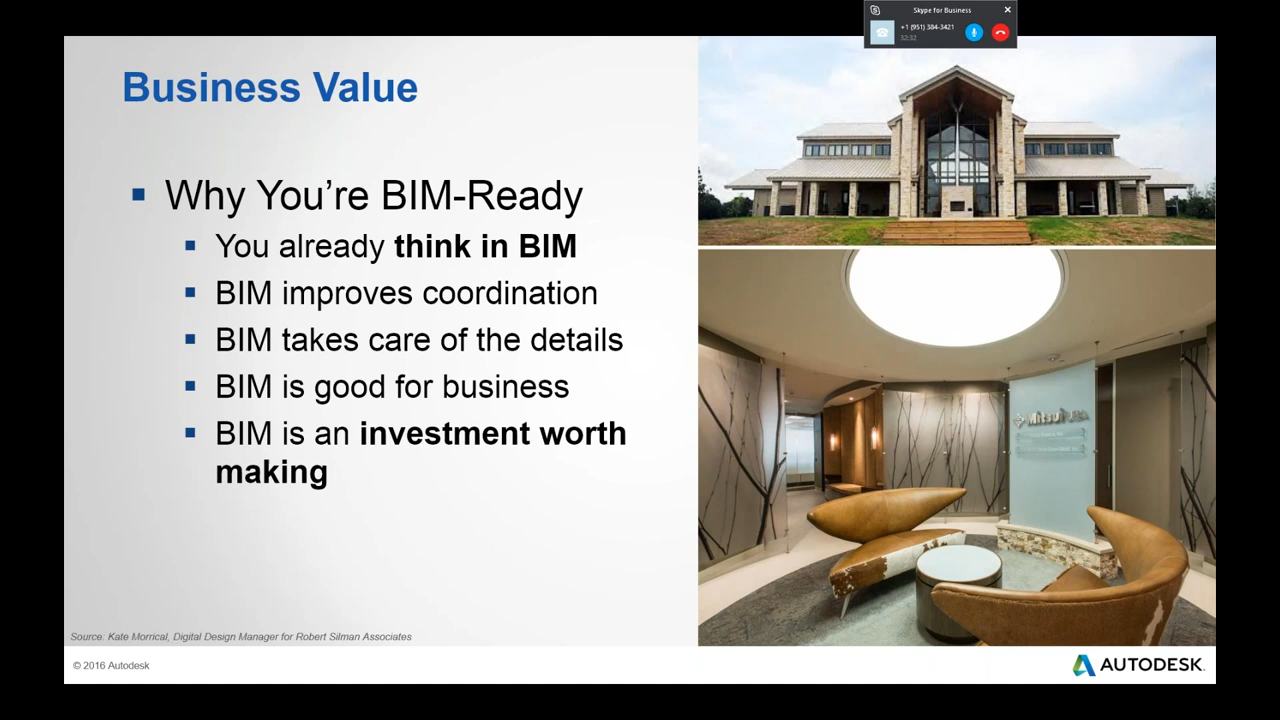 Skype for Business
+1 (951) 384-3421
32:32
Business Value
Why You're BIM-Ready
You already think in BIM
BIM improves coordination
BIM takes care of the details
BIM is good for business
BIM is an investment worth
making
Source: Kate Morrical, Digital Design Manager for Robert Silman Associates
© 2016 Autodesk
AUTODESK.